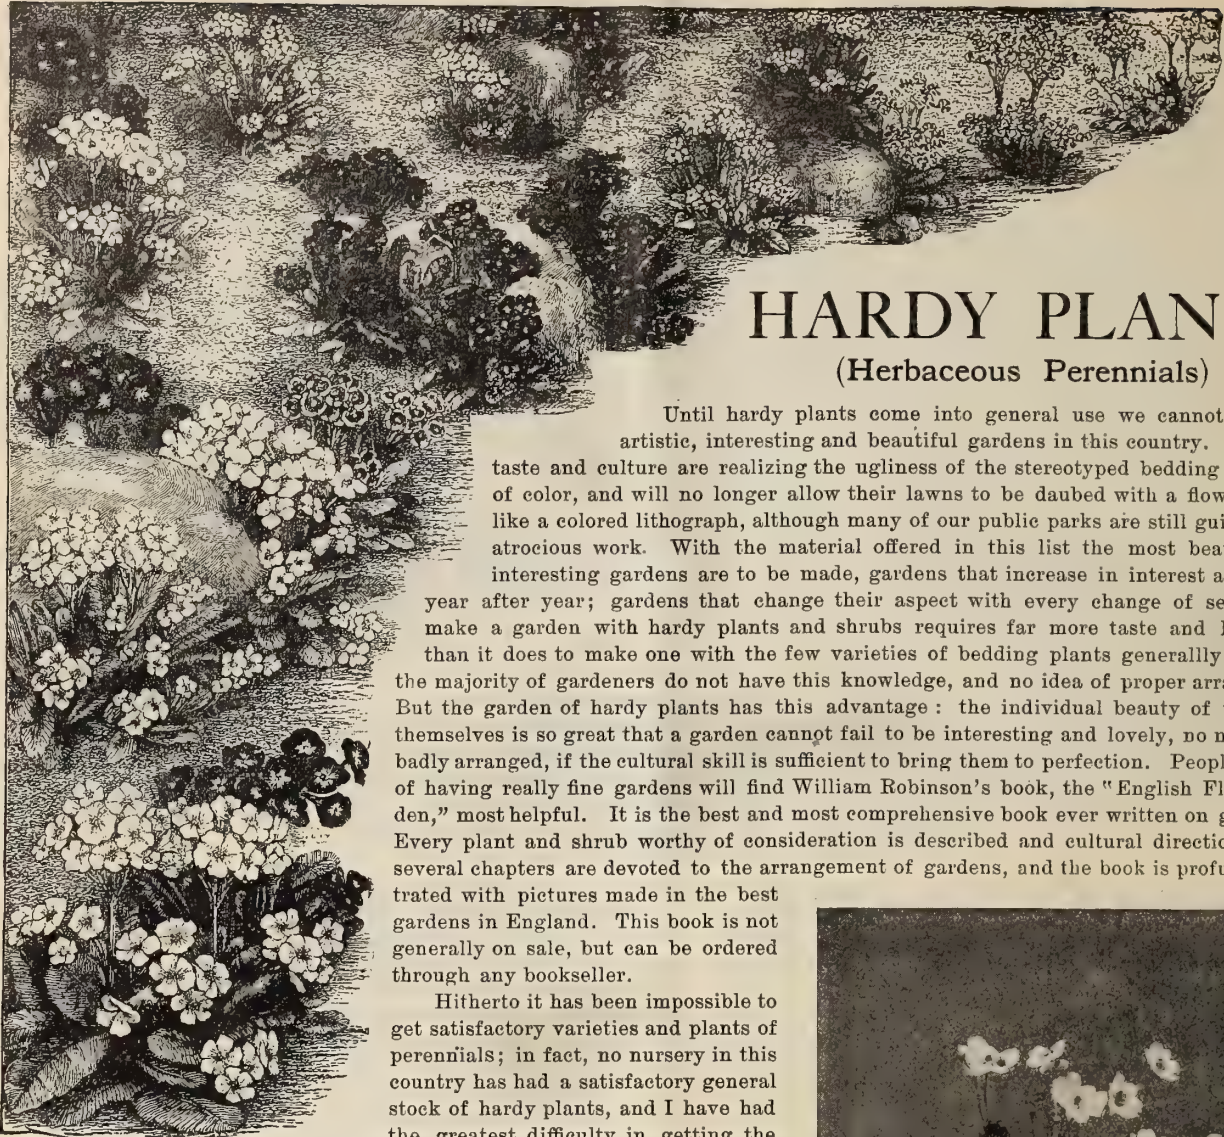 HARDY PLAN
(Herbaceous Perennials)
Until hardy plants come into general use we cannot
artistic, interesting and beautiful gardens in this country.
taste and culture are realizing the ugliness of the stereotyped bedding
of color, and will no longer allow their lawns to be daubed with a flow
like a colored lithograph, although many of our public parks are still gui
atrocious work. With the material offered in this list the most beau
interesting gardens are to be made, gardens that increase in interest a
year after year; gardens that change their aspect with every change of se
make a garden with hardy plants and shrubs requires far more taste and
than it does to make one with the few varieties of bedding plants generallly
the majority of gardeners do not have this knowledge, and no idea of proper arra
But the garden of hardy plants has this advantage : the individual beauty of
themselves is so great that a garden cannot fail to be interesting and lovely, no m
badly arranged, if the cultural skill is sufficient to bring them to perfection. Peopl
of having really fine gardens will find William Robinson's book, the "English Fl
den," most helpful. It is the best and most comprehensive book ever written on g
Every plant and shrub worthy of consideration is described and cultural directio
several chapters are devoted to the arrangement of gardens, and the book is profu
trated with pictures made in the best
gardens in England. This book is not
generally on sale, but can be ordered
through any bookseller.
Hitherto it has been impossible to
get satisfactory varieties and plants of
perennials; in fact, no nursery in this
country has had a satisfactory general
stock of hardy plants, and I have had
the greatest difficulty in getting the